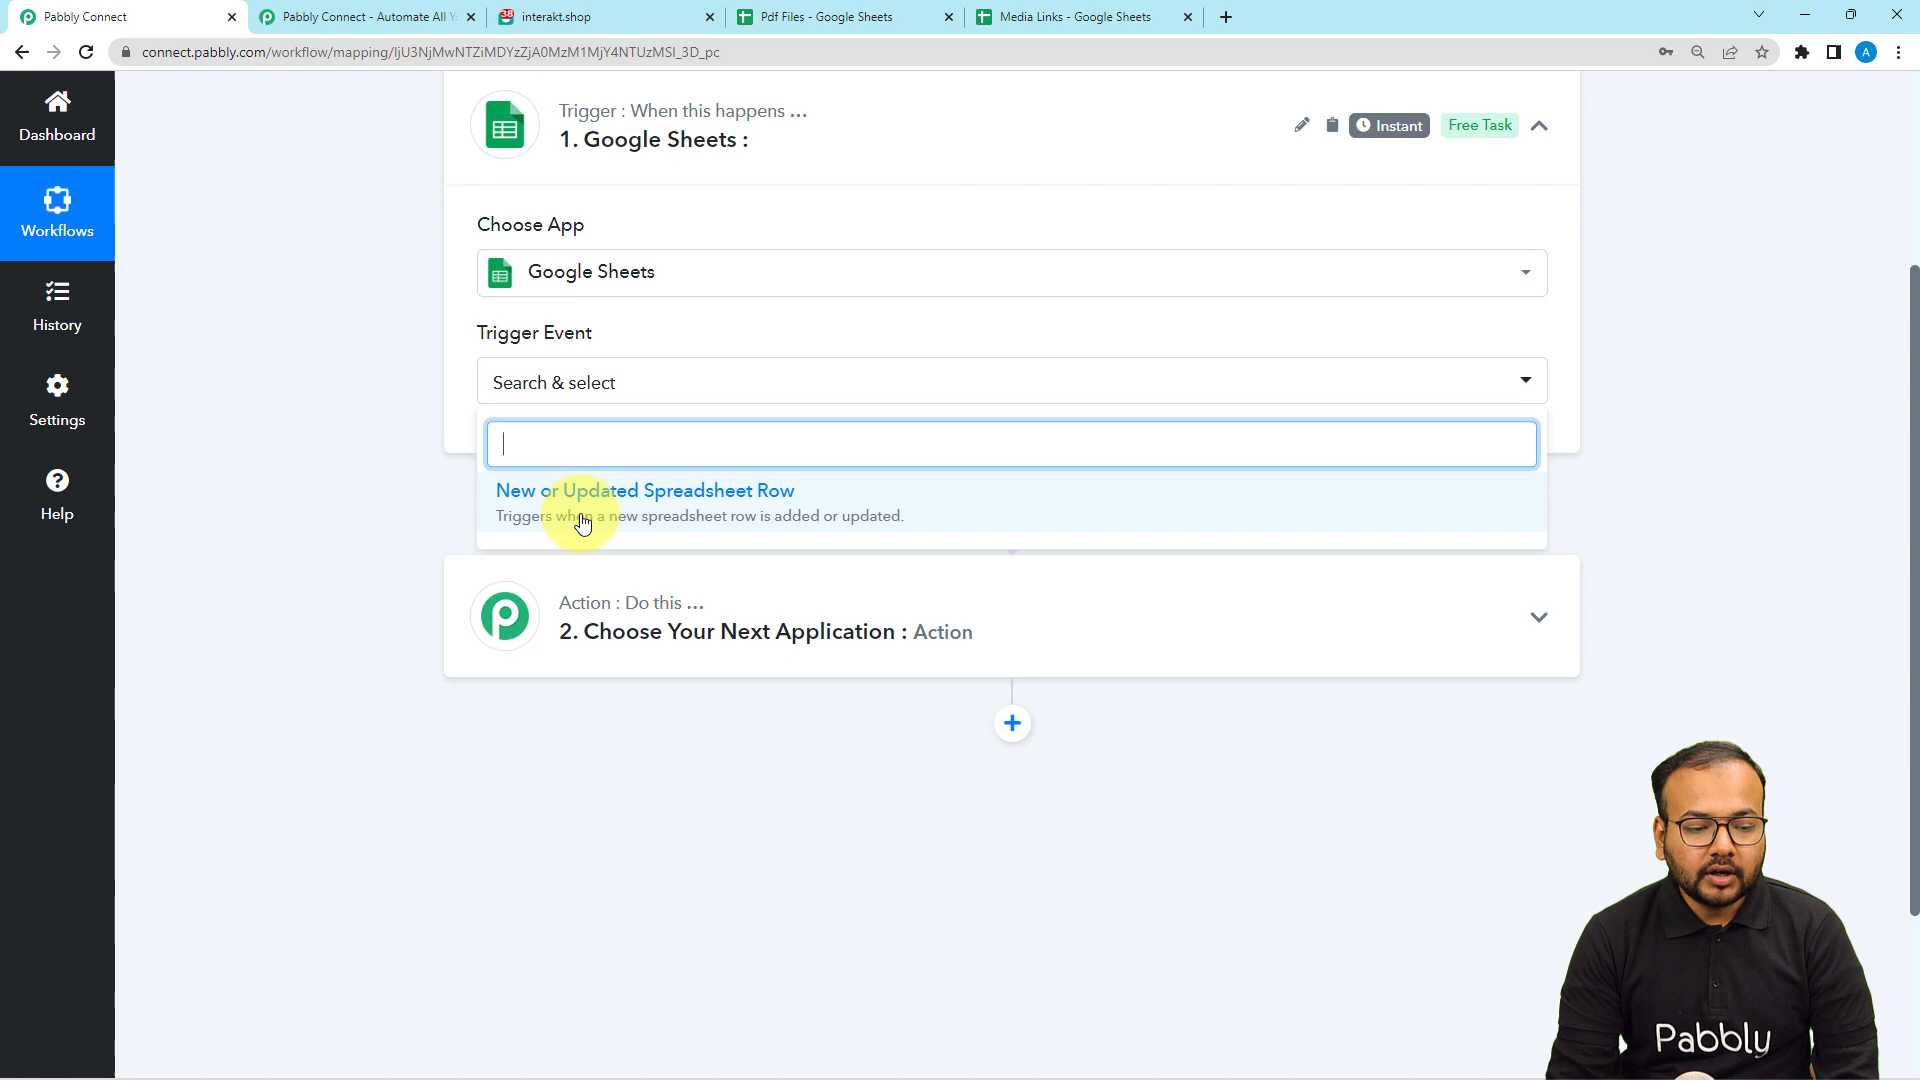 Pabbly Connect
Pabbly Connect - Automate All Y
38
interakt.shop
Pdf Files - Google Sheets
Media Links - Google Sheets
connect.pabbly.com/workflow/mapping/IjU3NjMwNTZiMDYzZjA0MzM1MjY4NTUzMSI_3D_pc
A
Dashboard
Workflows
History
Settings
Help
Trigger : When this happens ...
1. Google Sheets :
Instant
Free Task
Choose App
Google Sheets
Trigger Event
Search & select
New or Updated Spreadsheet Row
Triggers when a new spreadsheet row is added or updated.
Action : Do this ...
2. Choose Your Next Application : Action
Pabbly